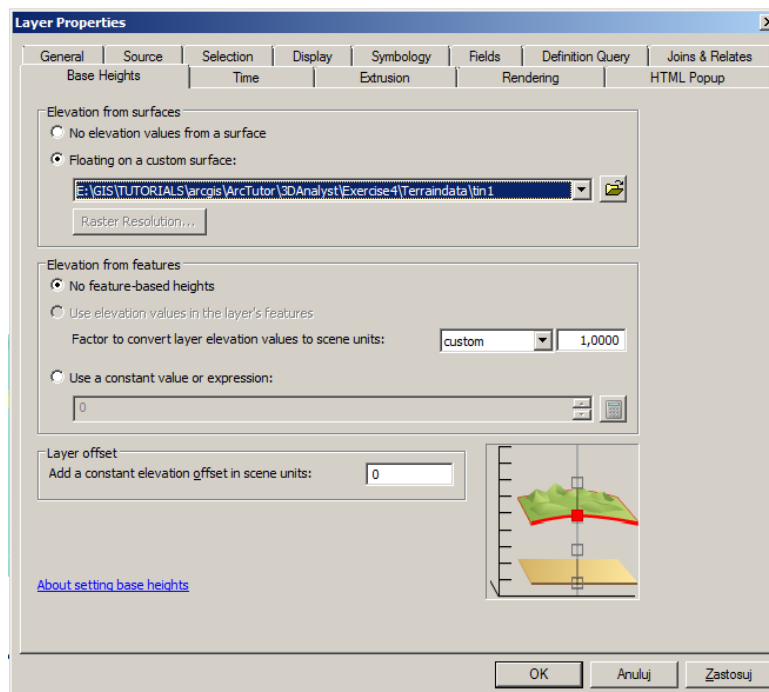 Layer Properties
General Source Selection Display Symbology Fields Definition Query Joins & Relates
Base Heights Time Extrusion Rendering HTML Popup
Elevation from surfaces
No elevation values from a surface
Floating on a custom surface:
E:\GIS\TUTORIALS\arcgis\ArcTutor\3DAnalyst\Exercise4\Terraindata\tin1
Raster Resolution...
Elevation from features
No feature-based heights
Use elevation values in the layer's features
Factor to convert layer elevation values to scene units: custom 1,0000
Use a constant value or expression:
0
Layer offset
Add a constant elevation offset in scene units: 0
About setting base heights
OK Anuluj Zastosuj